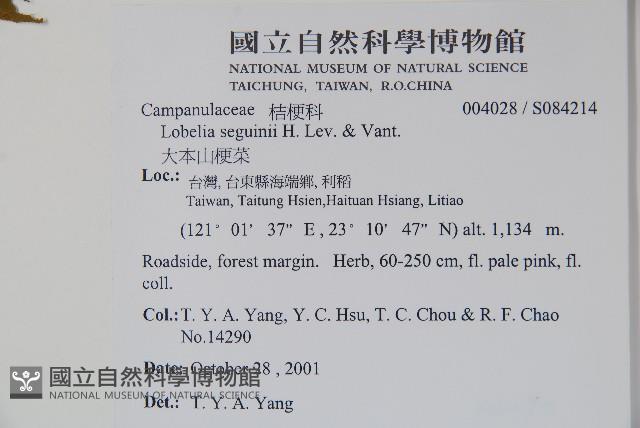 國立自然科學博物館
NATIONAL MUSEUM OF NATURAL SCIENCE
TAICHUNG, TAIWAN, R.O.CHINA
Campanulaceae 桔梗科 004028 / S084214
Lobelia seguinii H. Lev. & Vant.
大本山梗菜
Loc.: 台灣, 台東縣海端鄉, 利稻
Taiwan, Taitung Hsien,Haituan Hsiang, Litiao
(121° 01' 37" E , 23° 10' 47" N) alt. 1,134 m.
Roadside, forest margin. Herb, 60-250 cm, fl. pale pink, fl.
coll.
Col.: T. Y. A. Yang, Y. C. Hsu, T. C. Chou & R. F. Chao
No.14290
Date: October 28 , 2001
國立自然科學博物館
NATIONAL MUSEUM OF NATURAL SCIENCE
Det.: T. Y. A. Yang